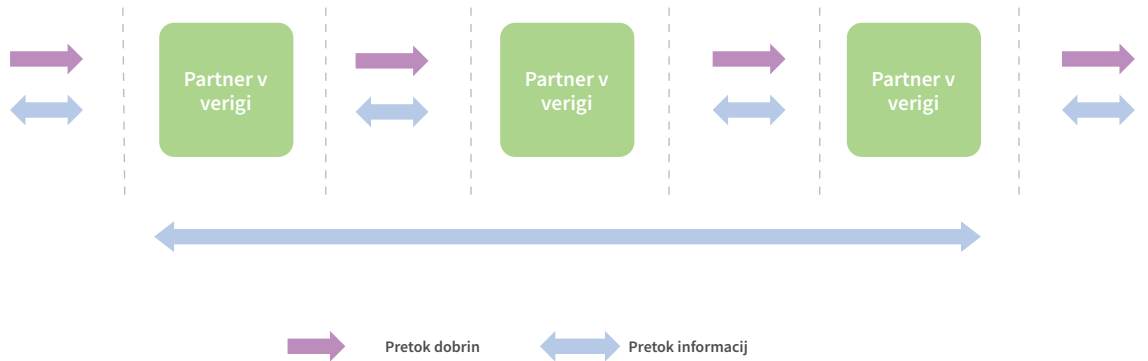 Partner v
verigi
Partner v
verigi
Partner v
verigi
Pretok dobrin
Pretok informacij